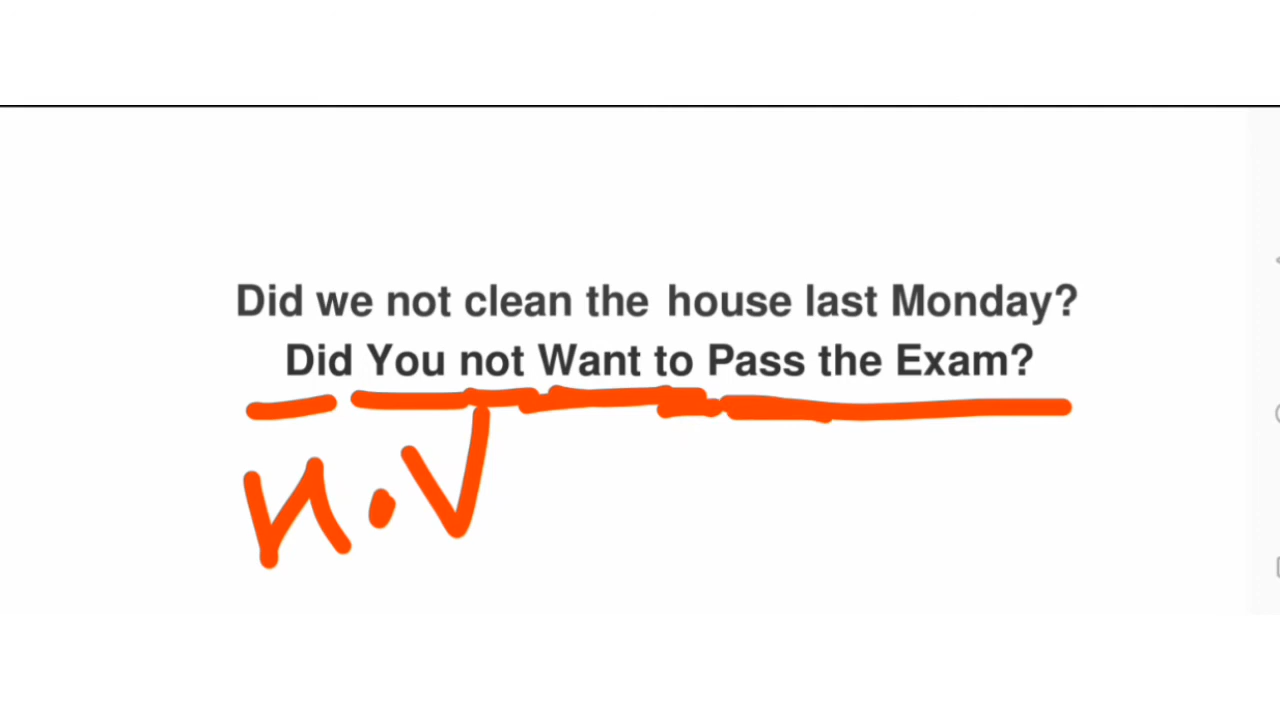 Did we not clean the house last Monday?
Did You not Want to Pass the Exam?
H.V